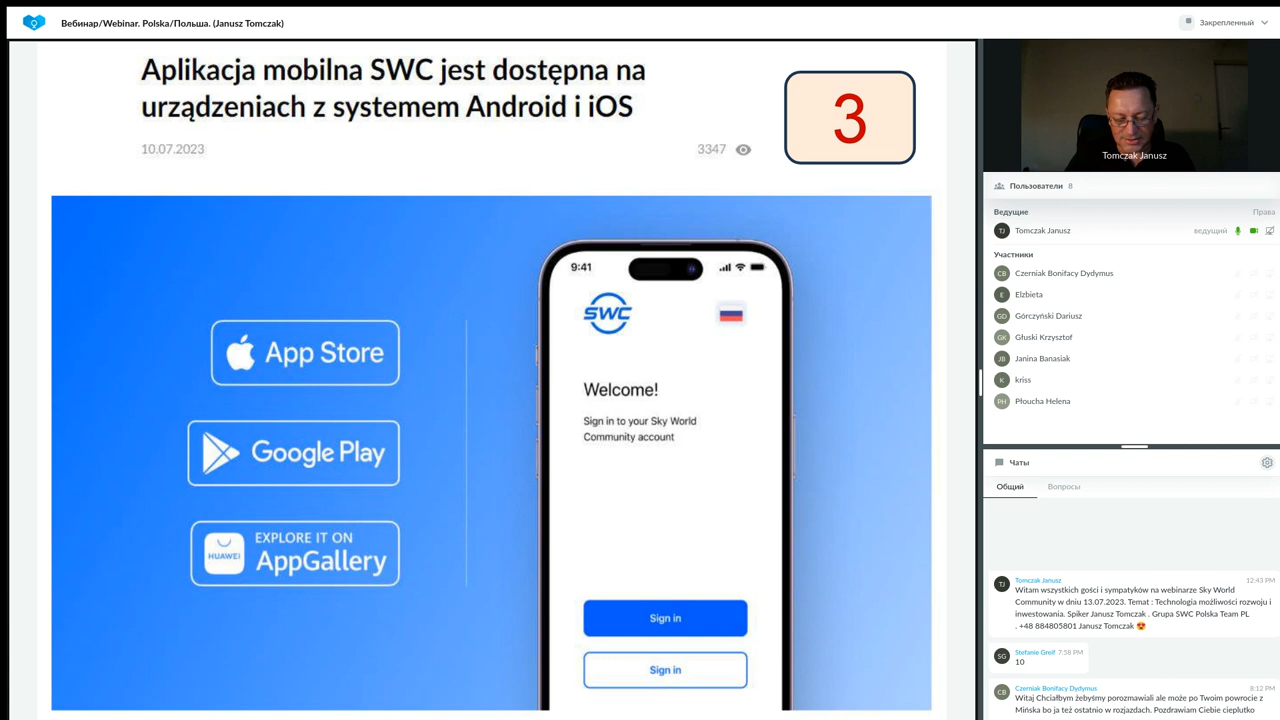 Вебинар/Webinar. Polska/Польша. (Janusz Tomczak)
Закрепленный
Aplikacja mobilna SWC jest dostępna na
urządzeniach z systemem Android i iOS
10.07.2023
3347
3
App Store
Google Play
HUAWEI
EXPLORE IT ON
AppGallery
9:41
SWC
Welcome!
Sign in to your Sky World
Community account
Sign in
Sign in
Tomczak Janusz
Пользователи 8
Ведущие
Права
TJ Tomczak Janusz ведущий
Участники
CB Czerniak Bonifacy Dydymus
E Elzbieta
GD Górczyński Dariusz
GK Głuski Krzysztof
JB Janina Banasiak
K kriss
PH Płoucha Helena
Чаты
Общий Вопросы
TJ Tomczak Janusz 12:43 PM
Witam wszystkich gości i sympatyków na webinarze Sky World
Community w dniu 13.07.2023. Temat : Technologia możliwości rozwoju i
inwestowania. Spiker Janusz Tomczak . Grupa SWC Polska Team PL
. +48 884805801 Janusz Tomczak 😍
SG Stefanie Greif 7:58 PM
10
CB Czerniak Bonifacy Dydymus 8:12 PM
Witaj Chciałbym żebyśmy porozmawiali ale może po Twoim powrocie z
Mińska bo ja też ostatnio w rozjazdach. Pozdrawiam Ciebie cieplutko